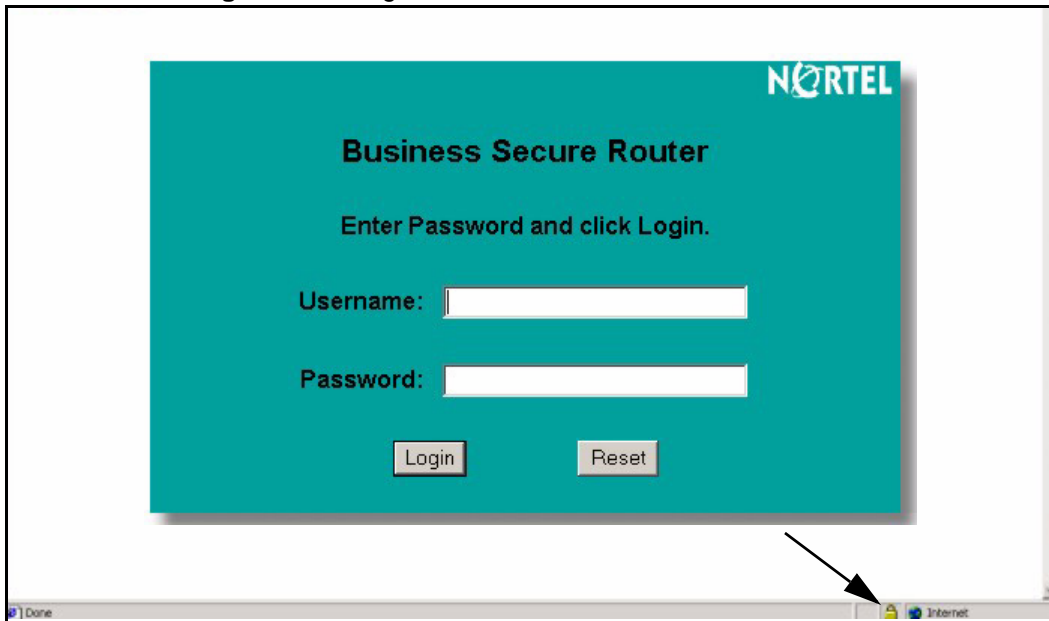 NORTEL
Business Secure Router
Enter Password and click Login.
Username:
Password:
Login Reset
Done Internet